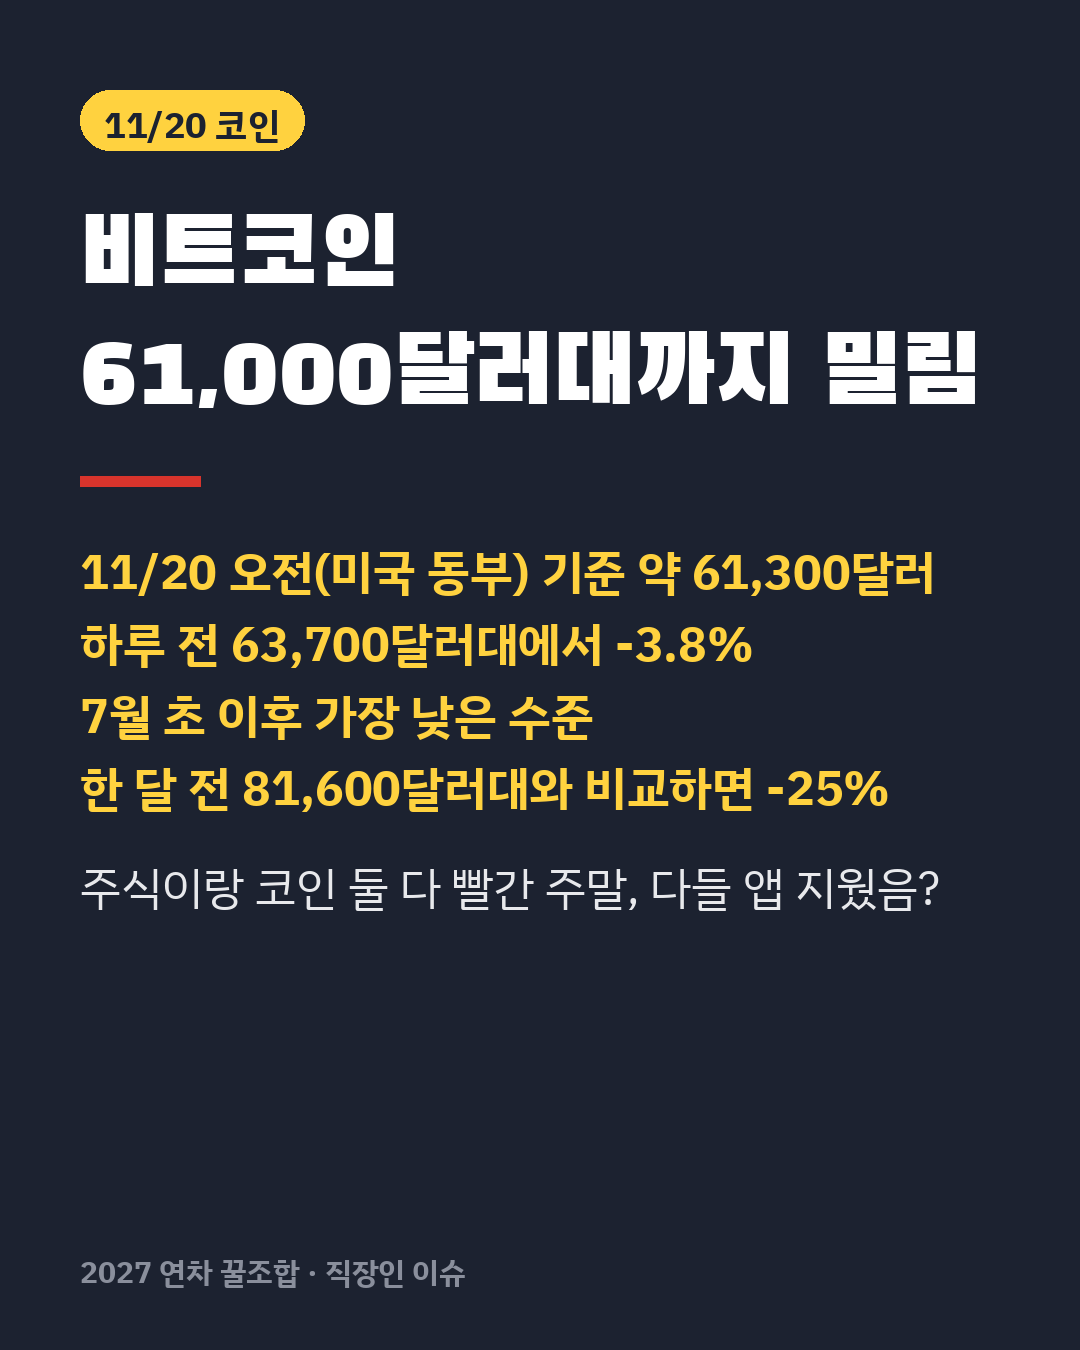 11/20 코인
비트코인
61,000달러대까지 밀림
11/20 오전(미국 동부) 기준 약 61,300달러
하루 전 63,700달러대에서 -3.8%
7월 초 이후 가장 낮은 수준
한 달 전 81,600달러대와 비교하면 -25%
주식이랑 코인 둘 다 빨간 주말, 다들 앱 지웠음?
2027 연차 꿀조합 · 직장인 이슈